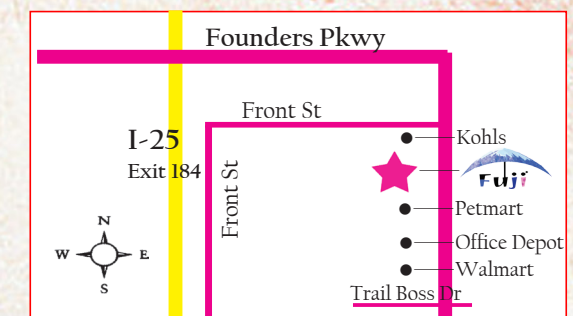 Founders Pkwy
Front St
I-25
Exit 184
Front St
Kohls
Fuji
Petmart
Office Depot
Walmart
Trail Boss Dr
N
W E
S